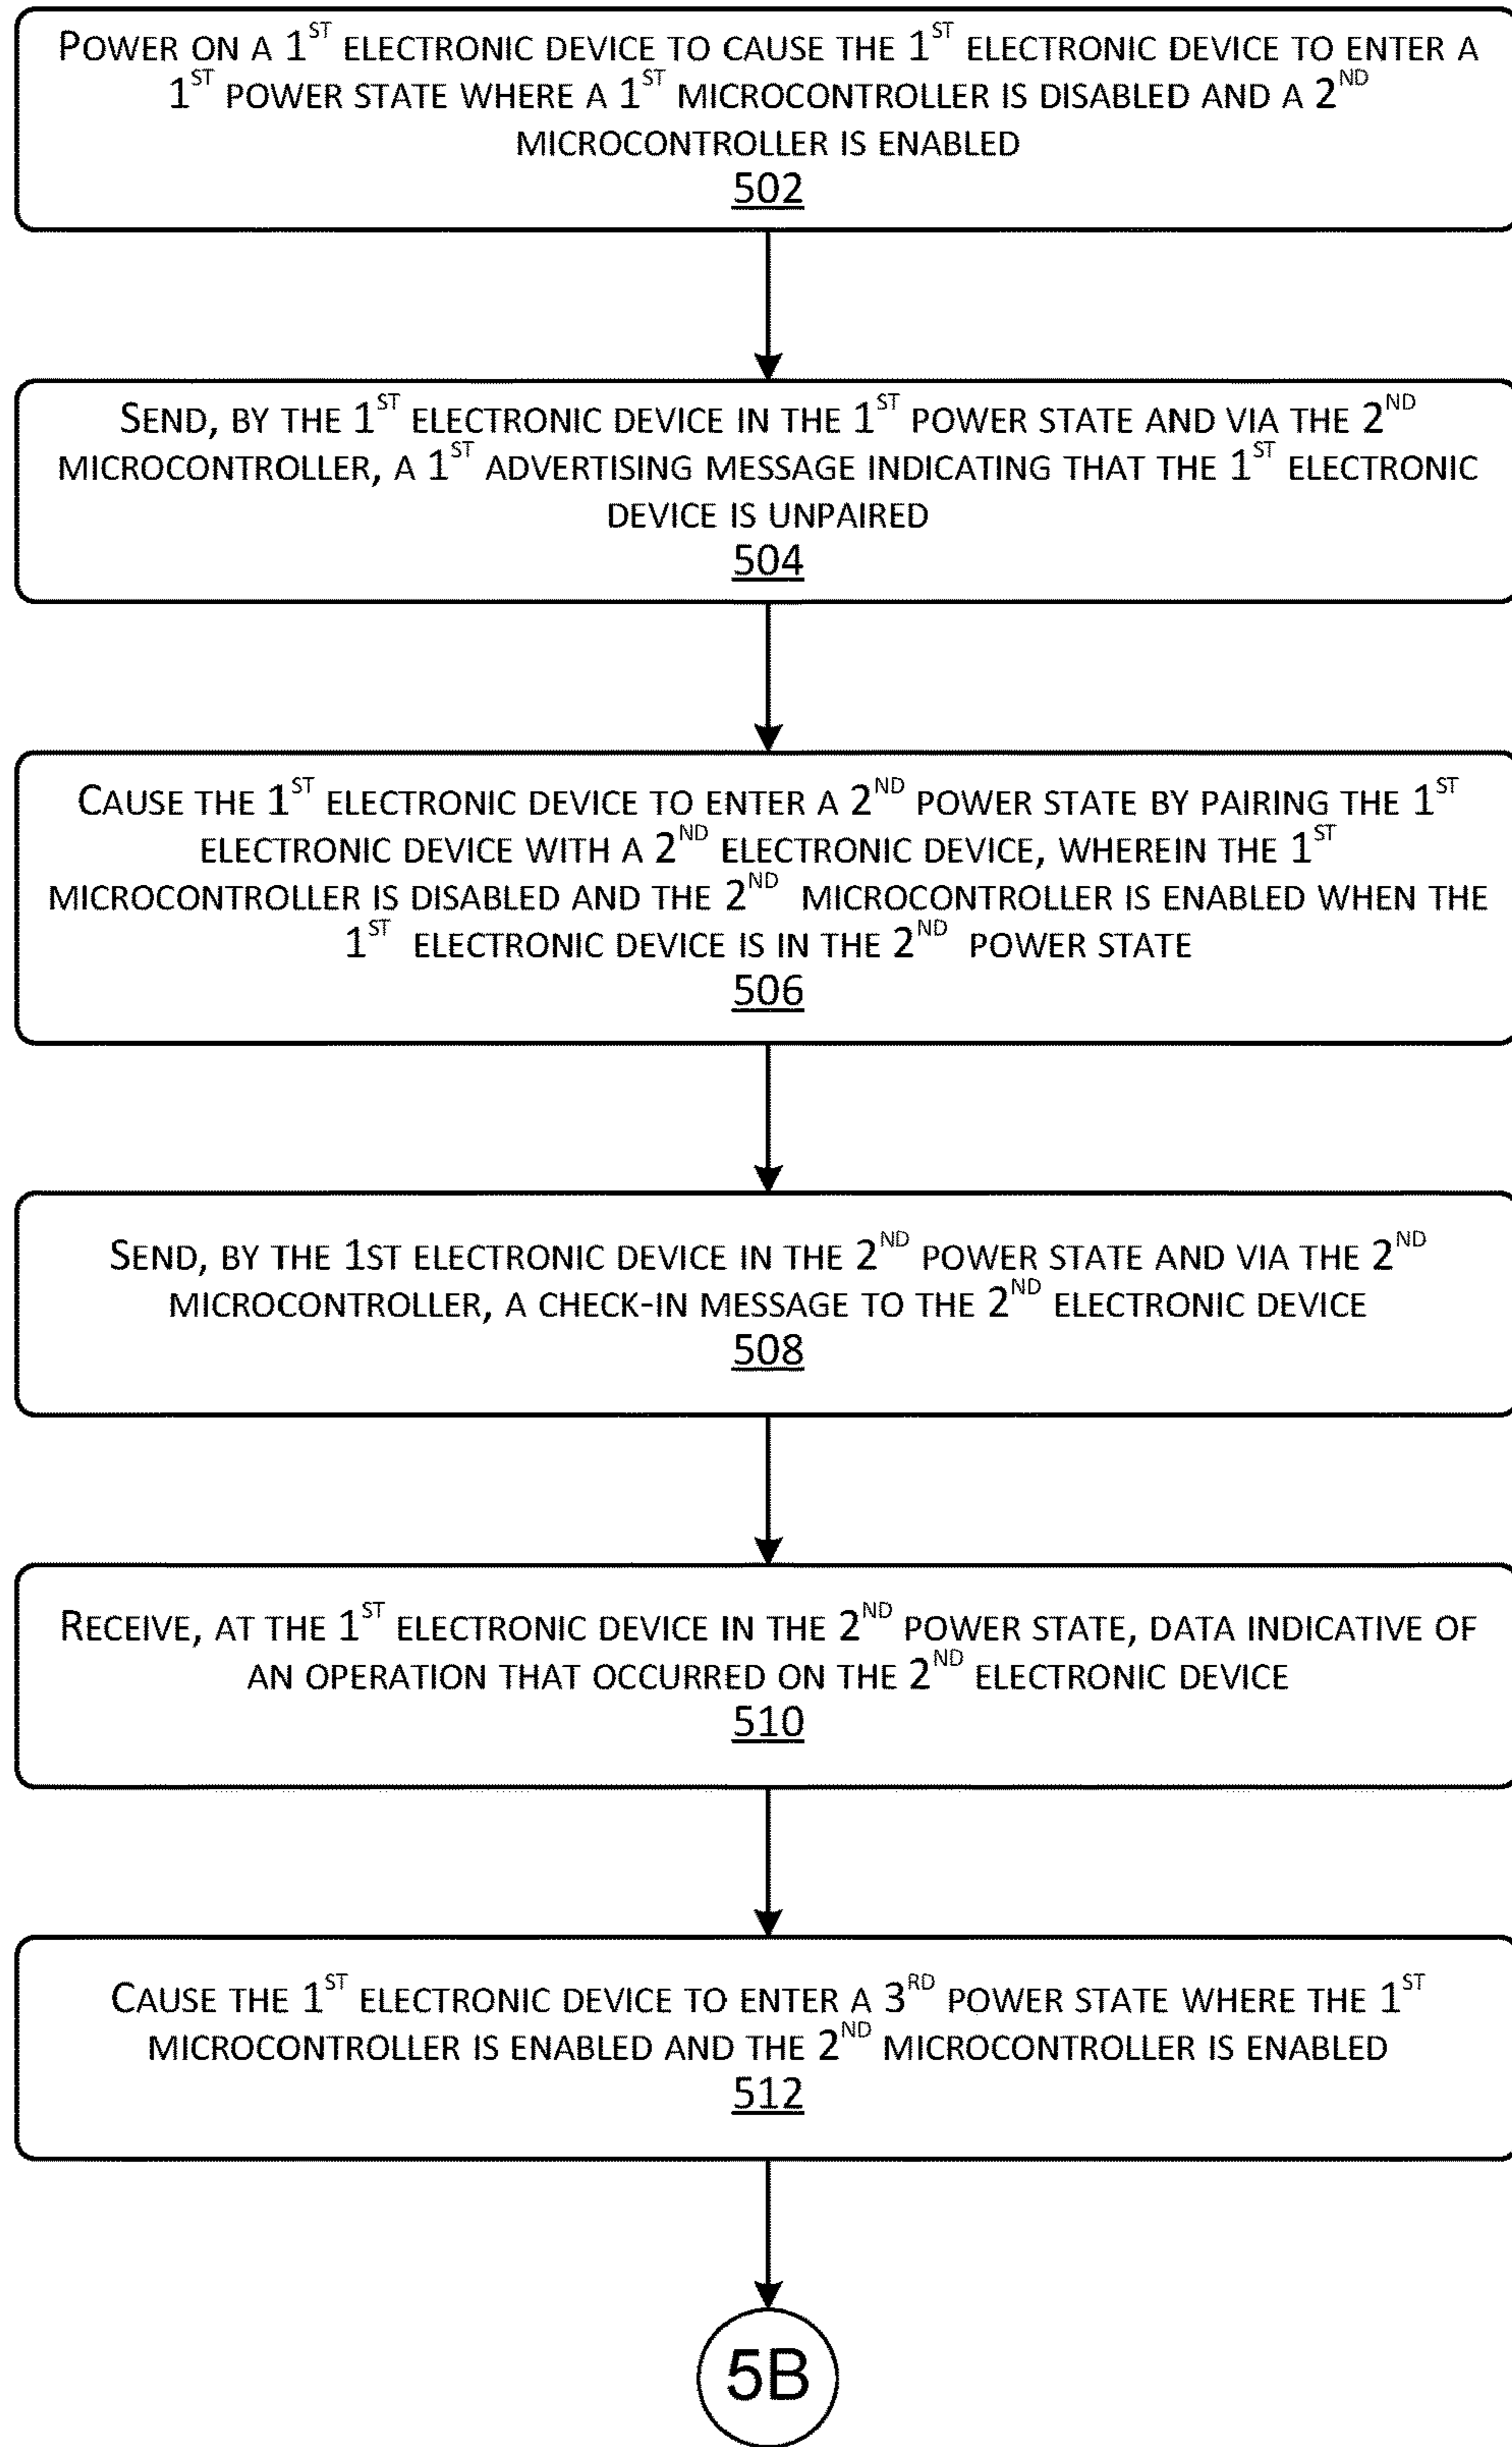 POWER ON A 1ST ELECTRONIC DEVICE TO CAUSE THE 1ST ELECTRONIC DEVICE TO ENTER A
1ST POWER STATE WHERE A 1ST MICROCONTROLLER IS DISABLED AND A 2ND
MICROCONTROLLER IS ENABLED
502
SEND, BY THE 1ST ELECTRONIC DEVICE IN THE 1ST POWER STATE AND VIA THE 2ND
MICROCONTROLLER, A 1ST ADVERTISING MESSAGE INDICATING THAT THE 1ST ELECTRONIC
DEVICE IS UNPAIRED
504
CAUSE THE 1ST ELECTRONIC DEVICE TO ENTER A 2ND POWER STATE BY PAIRING THE 1ST
ELECTRONIC DEVICE WITH A 2ND ELECTRONIC DEVICE, WHEREIN THE 1ST
MICROCONTROLLER IS DISABLED AND THE 2ND MICROCONTROLLER IS ENABLED WHEN THE
1ST ELECTRONIC DEVICE IS IN THE 2ND POWER STATE
506
SEND, BY THE 1ST ELECTRONIC DEVICE IN THE 2ND POWER STATE AND VIA THE 2ND
MICROCONTROLLER, A CHECK-IN MESSAGE TO THE 2ND ELECTRONIC DEVICE
508
RECEIVE, AT THE 1ST ELECTRONIC DEVICE IN THE 2ND POWER STATE, DATA INDICATIVE OF
AN OPERATION THAT OCCURRED ON THE 2ND ELECTRONIC DEVICE
510
CAUSE THE 1ST ELECTRONIC DEVICE TO ENTER A 3RD POWER STATE WHERE THE 1ST
MICROCONTROLLER IS ENABLED AND THE 2ND MICROCONTROLLER IS ENABLED
512
5B